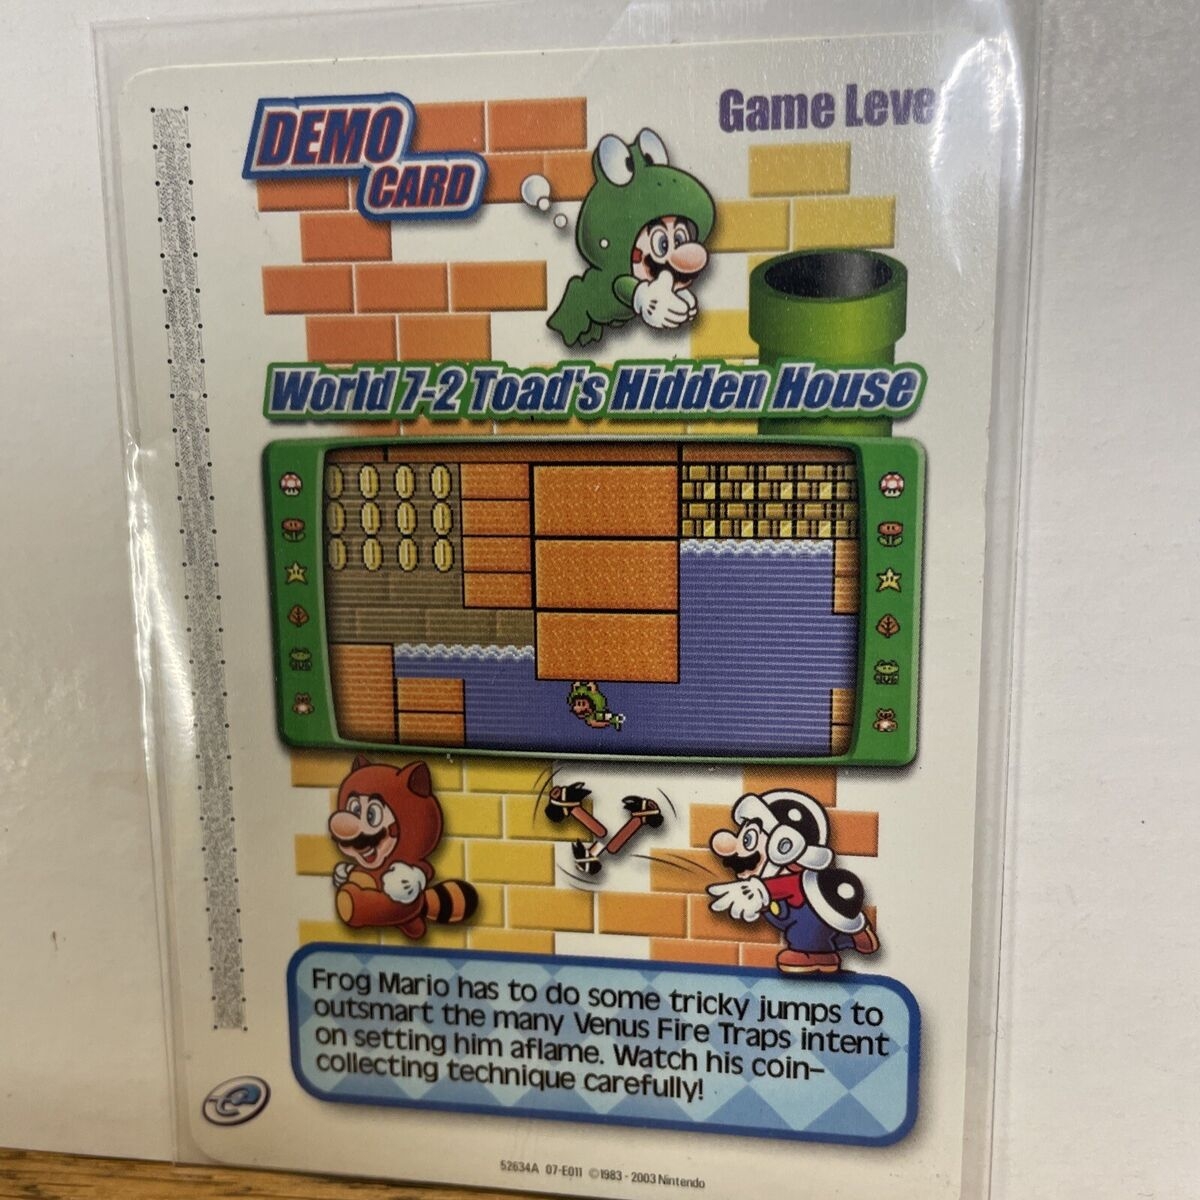 DEMO
CARD
Game Leve
World 7-2 Toad's Hidden House
Frog Mario has to do some tricky jumps to
outsmart the many Venus Fire Traps intent
on setting him aflame. Watch his coin-
collecting technique carefully!
e
52634A 07-E011 ©1983 - 2003 Nintendo